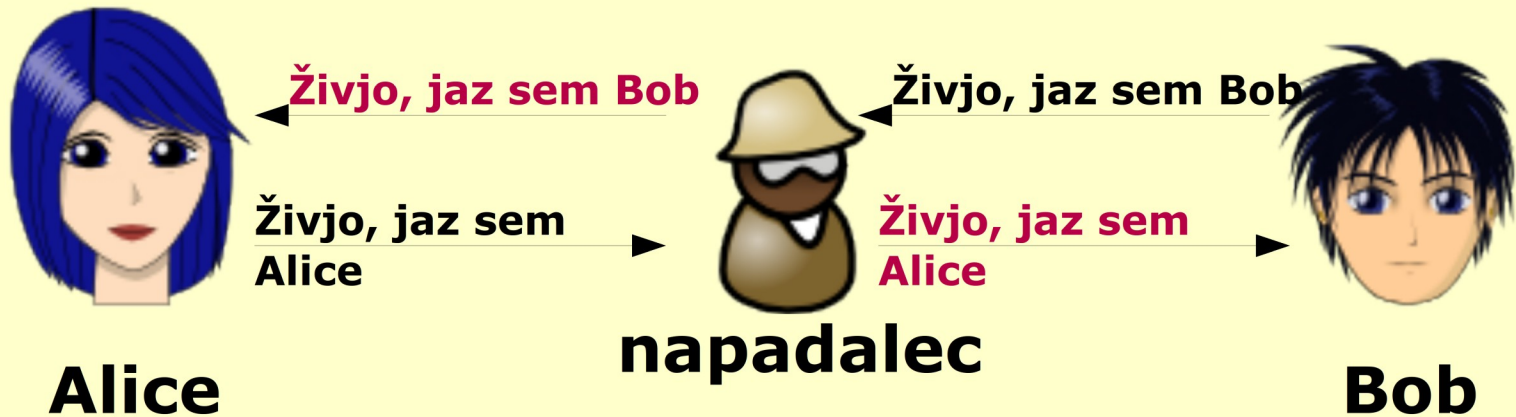 Živjo, jaz sem Bob
Živjo, jaz sem Bob
Živjo, jaz sem
Alice
Živjo, jaz sem
Alice
napadalec
Alice
Bob